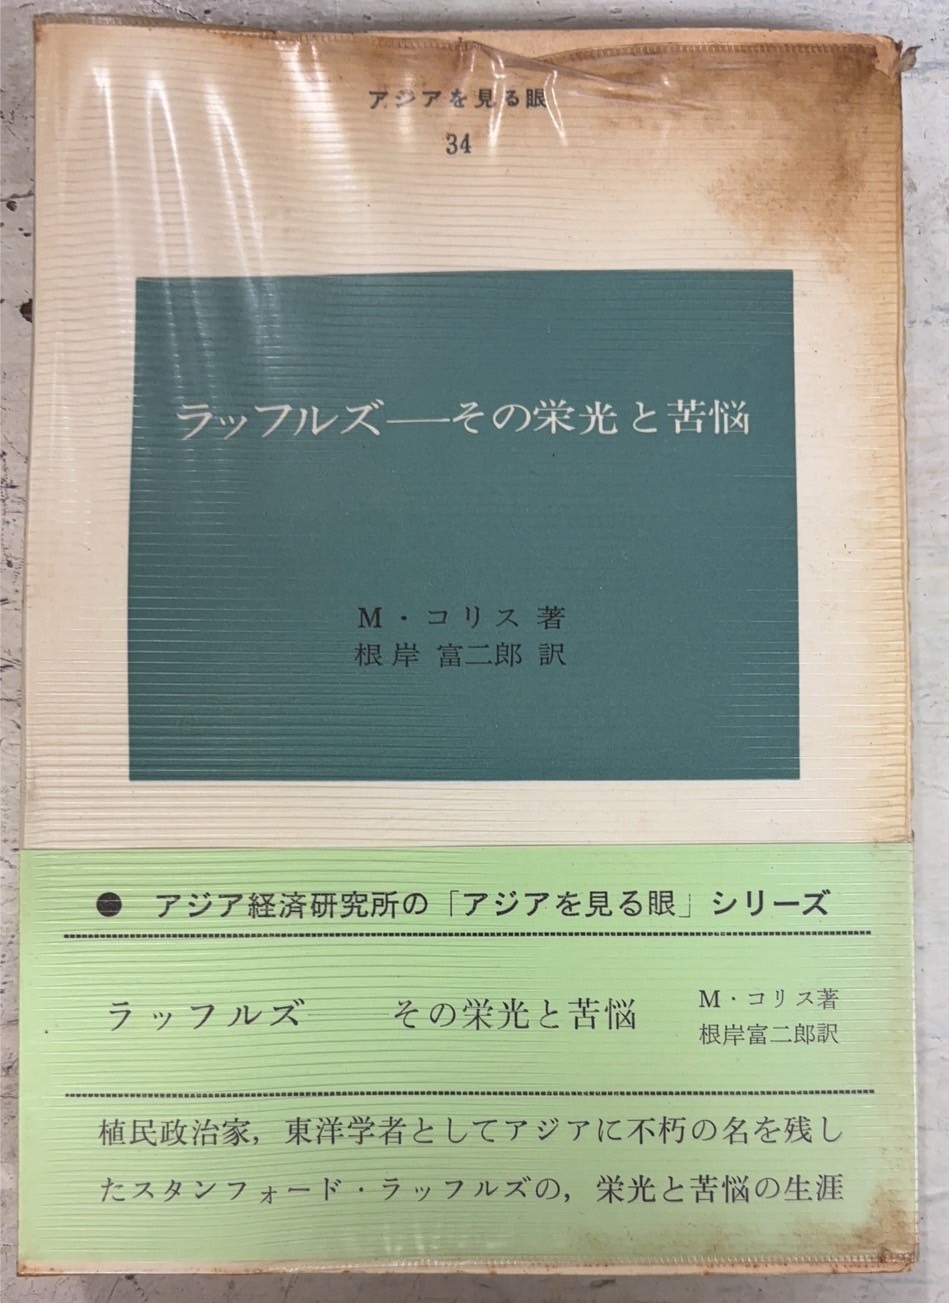 アジアを見る眼
34
ラッフルズ――その栄光と苦悩
M・コリス 著
根岸 富二郎 訳
● アジア経済研究所の「アジアを見る眼」シリーズ
ラッフルズ　その栄光と苦悩
M・コリス著
根岸富二郎訳
植民政治家，東洋学者としてアジアに不朽の名を残し
たスタンフォード・ラッフルズの，栄光と苦悩の生涯